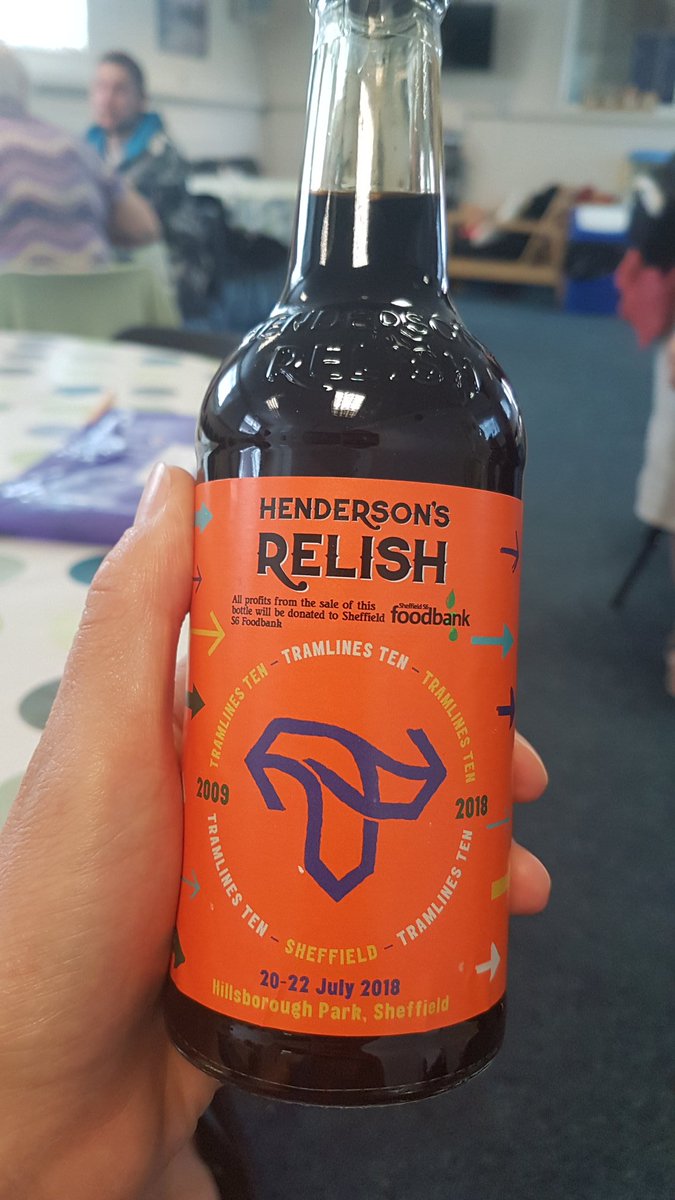 HENDERSON'S
RELISH
HENDERSON'S
RELISH
All profits from the sale of this
bottle will be donated to Sheffield
S6 Foodbank
Sheffield S6
foodbank
TRAMLINES TEN – TRAMLINES TEN – TRAMLINES TEN
2009
2018
TRAMLINES TEN – SHEFFIELD – TRAMLINES TEN
20-22 July 2018
Hillsborough Park, Sheffield